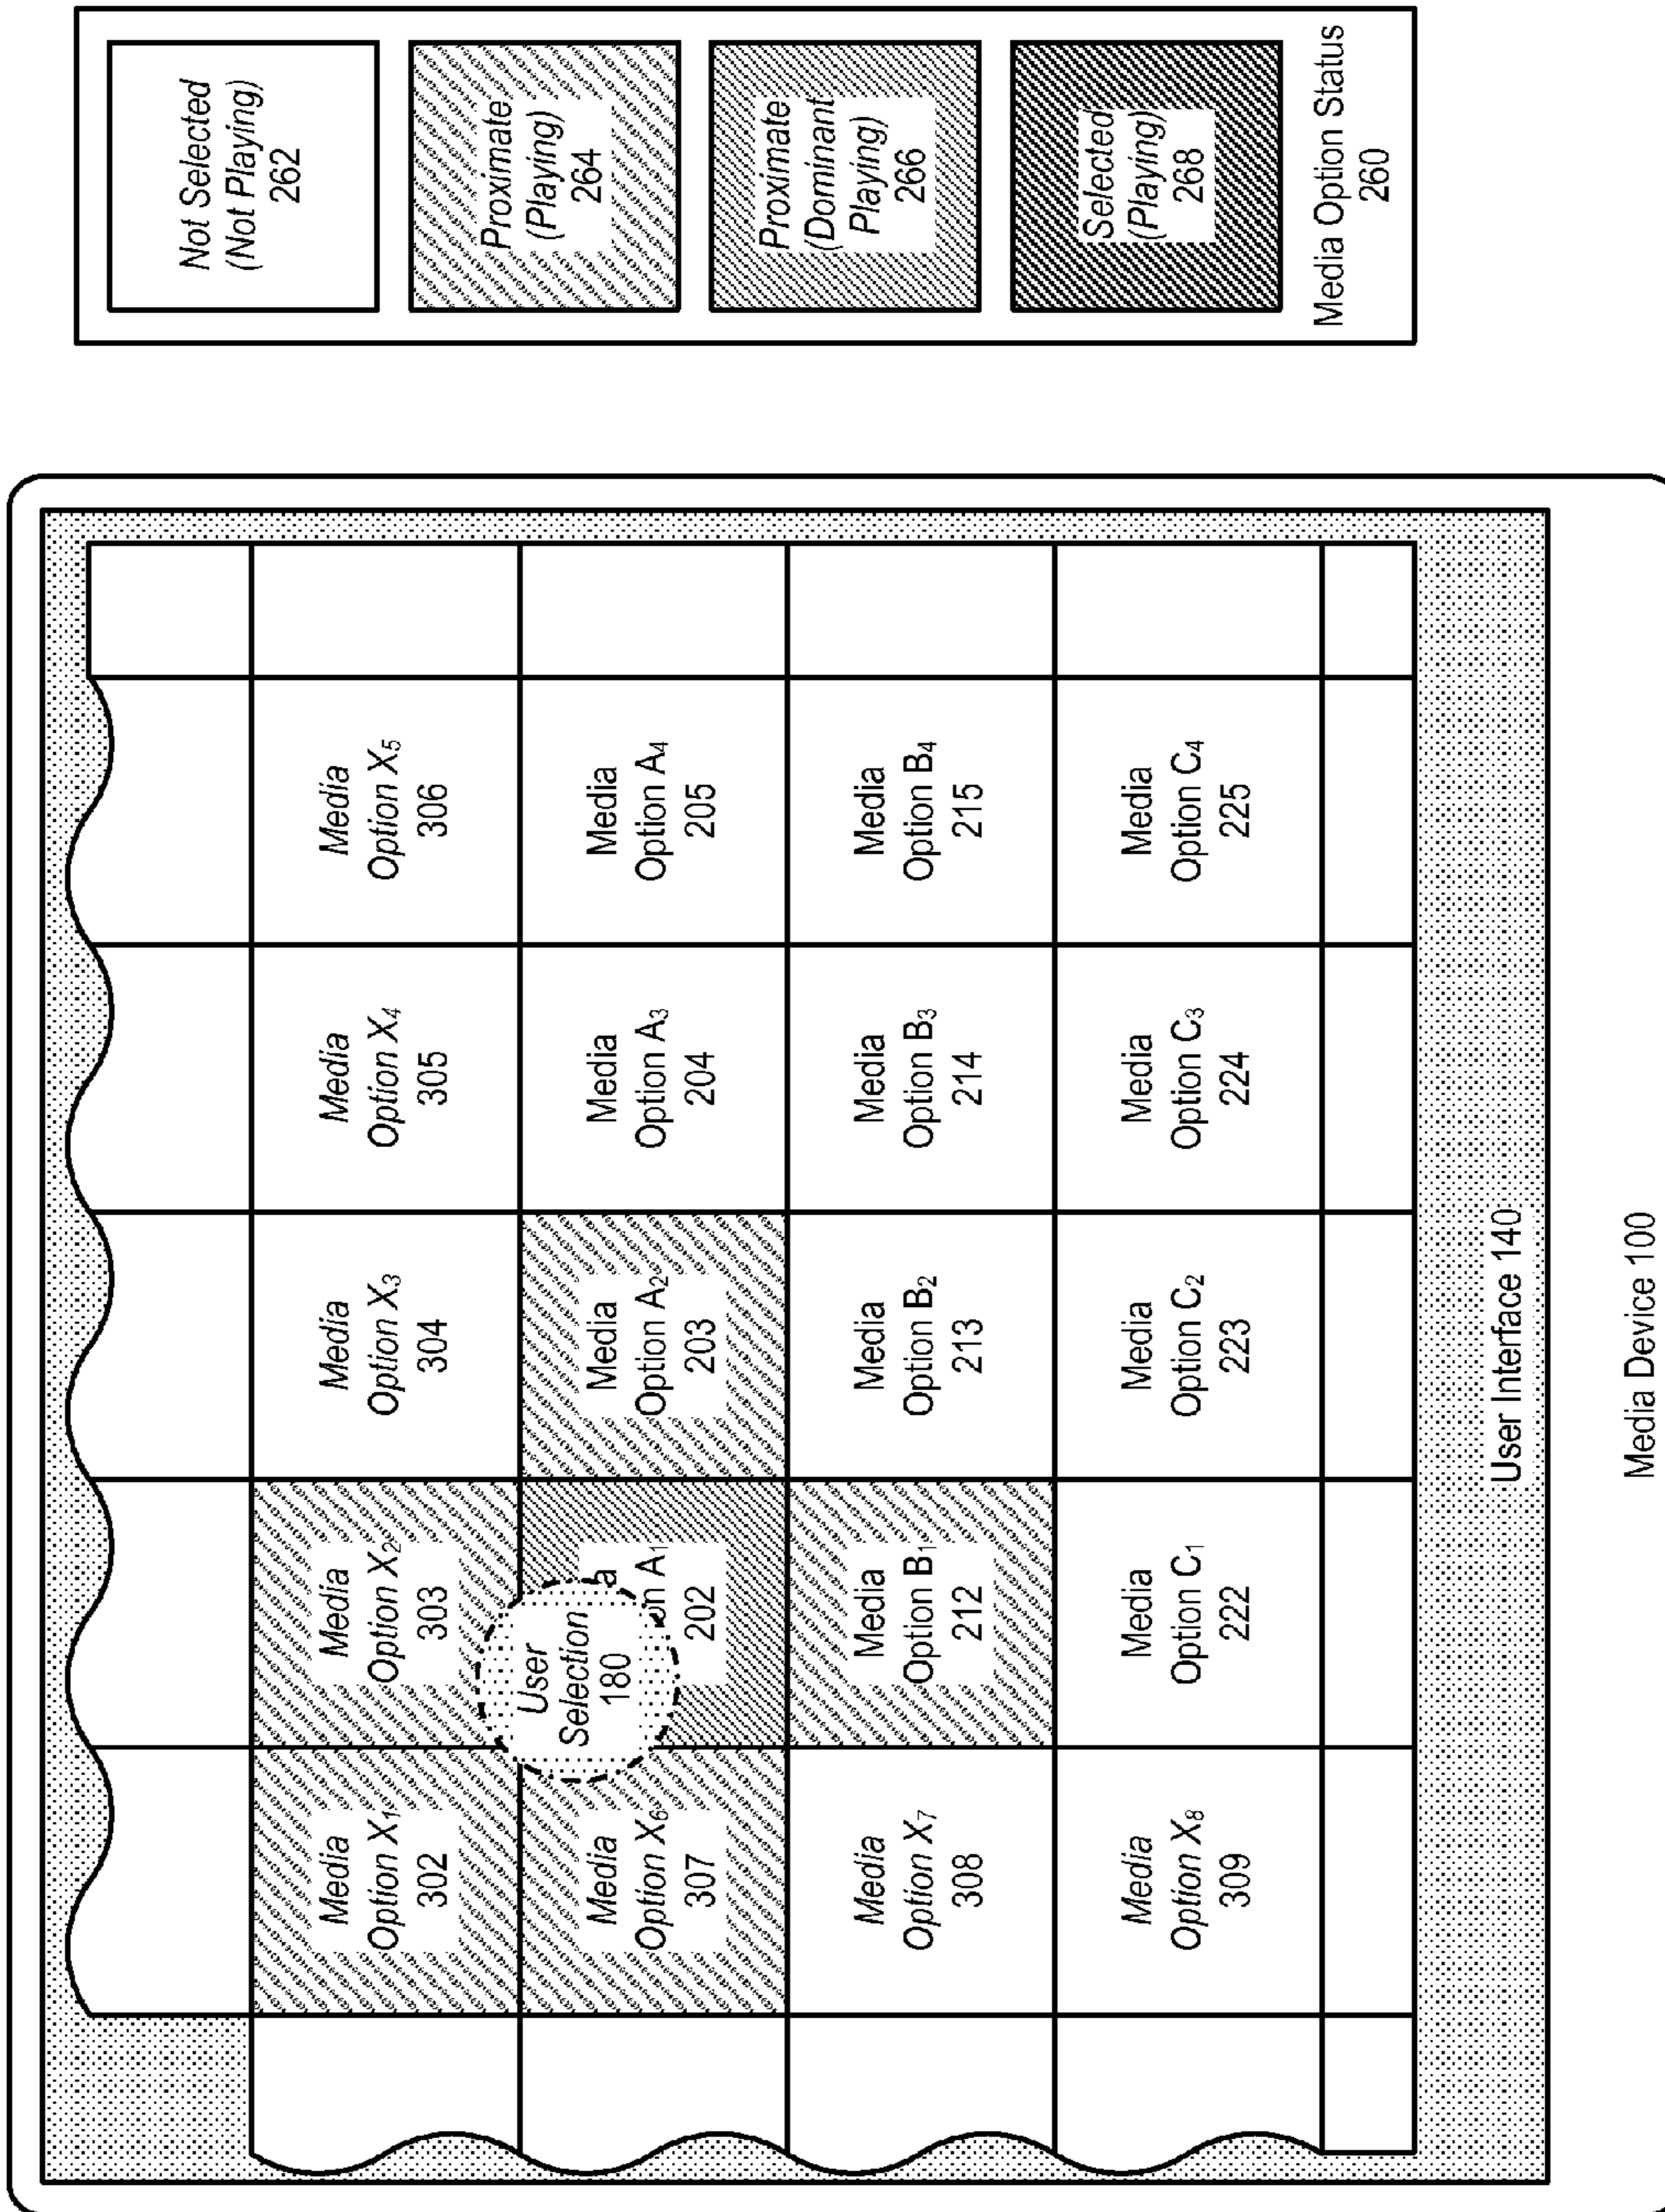 Media
Option X₁
302
Media
Option X₂
303
Media
Option X₃
304
Media
Option X₄
305
Media
Option X₅
306
Media
Option X₆
307
User
Selection
180
a
on A₁
202
Media
Option A₂
203
Media
Option A₃
204
Media
Option A₄
205
Media
Option X₇
308
Media
Option B₁
212
Media
Option B₂
213
Media
Option B₃
214
Media
Option B₄
215
Media
Option X₈
309
Media
Option C₁
222
Media
Option C₂
223
Media
Option C₃
224
Media
Option C₄
225
User Interface 140
Media Device 100
Not Selected
(Not Playing)
262
Proximate
(Playing)
264
Proximate
(Dominant
Playing)
266
Selected
(Playing)
268
Media Option Status
260